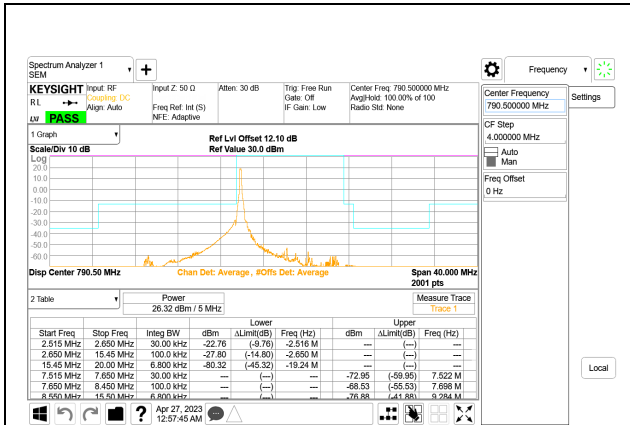 Spectrum Analyzer 1
SEM
Frequency
KEYSIGHT Input: RF Input Z: 50 Ω Atten: 30 dB Trig: Free Run Center Freq: 790.500000 MHz
Coupling: DC Gate: Off Avg|Hold: 100.00% of 100
R L Align: Auto Freq Ref: Int (S) IF Gain: Low Radio Std: None
NFE: Adaptive
LXI PASS
Center Frequency
790.500000 MHz
Settings
CF Step
4.000000 MHz
Auto
Man
Freq Offset
0 Hz
1 Graph
Ref Lvl Offset 12.10 dB
Scale/Div 10 dB Ref Value 30.0 dBm
Log
20.0
10.0
0.00
-10.0
-20.0
-30.0
-40.0
-50.0
-60.0
Disp Center 790.50 MHz Chan Det: Average , #Offs Det: Average Span 40.000 MHz
2001 pts
2 Table Power Measure Trace
26.32 dBm / 5 MHz Trace 1
Lower Upper
Start Freq Stop Freq Integ BW dBm ΔLimit(dB) Freq (Hz) dBm ΔLimit(dB) Freq (Hz)
2.515 MHz 2.650 MHz 30.00 kHz -22.76 (-9.76) -2.516 M --- (---) ---
2.650 MHz 15.45 MHz 100.0 kHz -27.80 (-14.80) -2.650 M --- (---) ---
15.45 MHz 20.00 MHz 6.800 kHz -80.32 (-45.32) -19.24 M --- (---) ---
7.515 MHz 7.650 MHz 30.00 kHz --- (---) --- -72.95 (-59.95) 7.522 M
7.650 MHz 8.450 MHz 100.0 kHz --- (---) --- -68.53 (-55.53) 7.698 M
8.550 MHz 15.50 MHz 6.800 kHz --- (---) --- -76.88 (-41.88) 9.284 M
Local
? Apr 27, 2023
12:57:45 AM